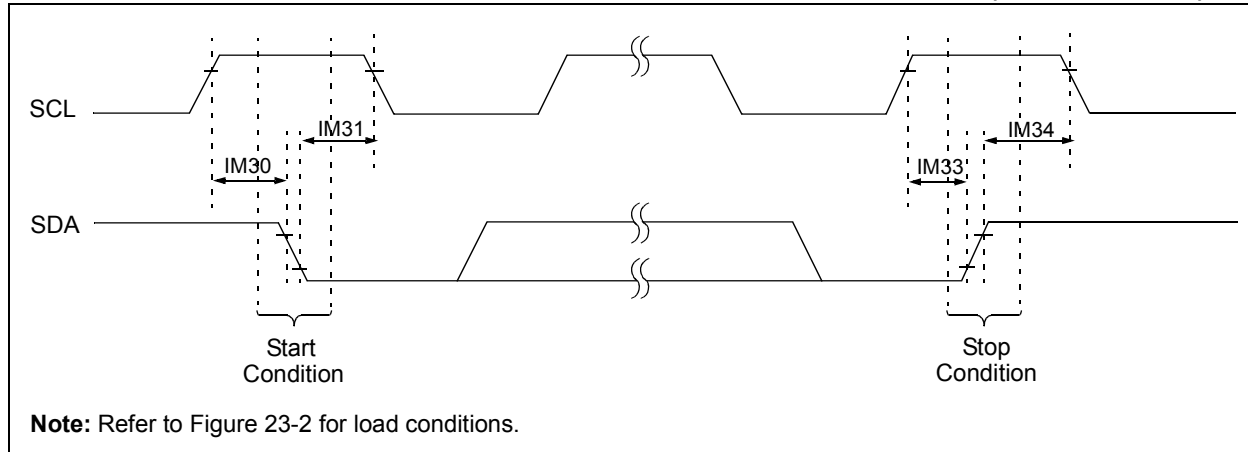 SCL
IM31
IM34
IM30
IM33
SDA
Start
Condition
Stop
Condition
Note: Refer to Figure 23-2 for load conditions.